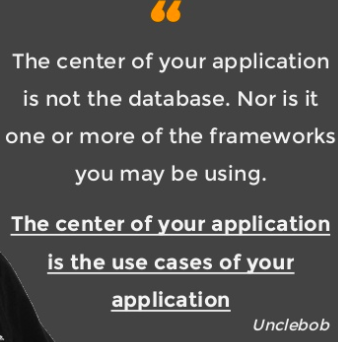 The center of your application
is not the database. Nor is it
one or more of the frameworks
you may be using.
The center of your application
is the use cases of your
application
Unclebob